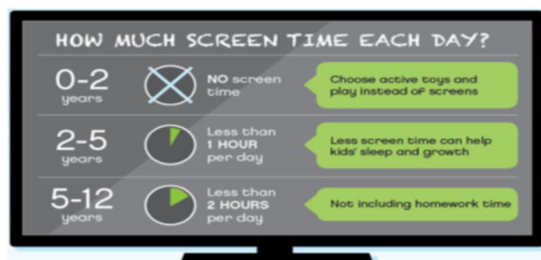 HOW MUCH SCREEN TIME EACH DAY?
0-2
years
NO screen
time
Choose active toys and
play instead of screens
2-5
years
Less than
1 HOUR
per day
Less screen time can help
kids' sleep and growth
5-12
years
Less than
2 HOURS
per day
Not including homework time